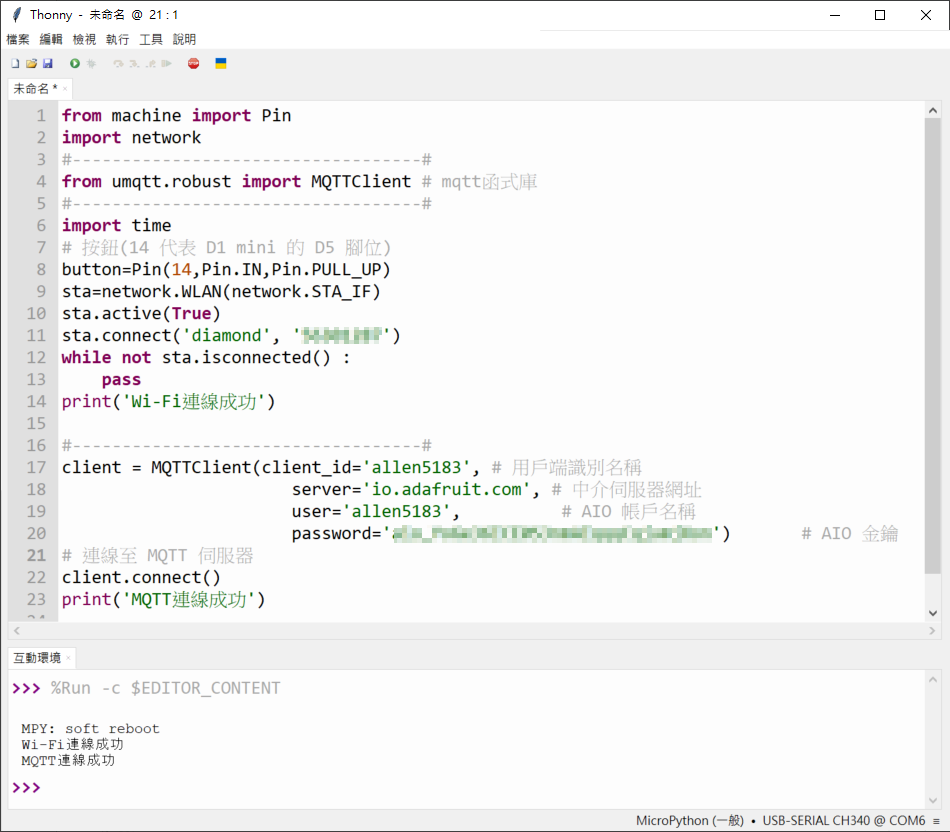 Thonny - 未命名 @ 21 : 1
檔案 編輯 檢視 執行 工具 說明
STOP
未命名 * ×
1 from machine import Pin
2 import network
3 #-----------------------------------#
4 from umqtt.robust import MQTTClient # mqtt函式庫
5 #-----------------------------------#
6 import time
7 # 按鈕(14 代表 D1 mini 的 D5 腳位)
8 button=Pin(14,Pin.IN,Pin.PULL_UP)
9 sta=network.WLAN(network.STA_IF)
10 sta.active(True)
11 sta.connect('diamond', '')
12 while not sta.isconnected() :
13     pass
14 print('Wi-Fi連線成功')
15
16 #-----------------------------------#
17 client = MQTTClient(client_id='allen5183', # 用戶端識別名稱
18                        server='io.adafruit.com', # 中介伺服器網址
19                        user='allen5183',          # AIO 帳戶名稱
20                        password='')       # AIO 金鑰
21 # 連線至 MQTT 伺服器
22 client.connect()
23 print('MQTT連線成功')
24
互動環境 ×
>>> %Run -c $EDITOR_CONTENT
MPY: soft reboot
Wi-Fi連線成功
MQTT連線成功
>>>
MicroPython (一般) • USB-SERIAL CH340 @ COM6 ≡